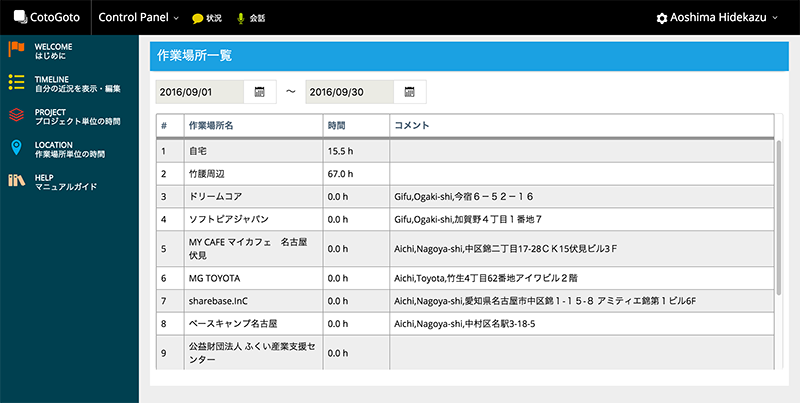 CotoGoto Control Panel 状況 会話 Aoshima Hidekazu
WELCOME
はじめに
TIMELINE
自分の近況を表示・編集
PROJECT
プロジェクト単位の時間
LOCATION
作業場所単位の時間
HELP
マニュアルガイド
作業場所一覧
2016/09/01 ～ 2016/09/30
# 作業場所名 時間 コメント
1 自宅 15.5 h
2 竹腰周辺 67.0 h
3 ドリームコア 0.0 h Gifu,Ogaki-shi,今宿６－５２－１６
4 ソフトピアジャパン 0.0 h Gifu,Ogaki-shi,加賀野４丁目１番地７
5 MY CAFE マイカフェ　名古屋 0.0 h Aichi,Nagoya-shi,中区錦二丁目17-28ＣＫ15伏見ビル3Ｆ
伏見
6 MG TOYOTA 0.0 h Aichi,Toyota,竹生4丁目62番地アイワビル２階
7 sharebase.InC 0.0 h Aichi,Nagoya-shi,愛知県名古屋市中区錦１-１５-８ アミティエ錦第１ビル6F
8 ベースキャンプ名古屋 0.0 h Aichi,Nagoya-shi,中村区名駅3-18-5
9 公益財団法人 ふくい産業支援セ 0.0 h
ンター